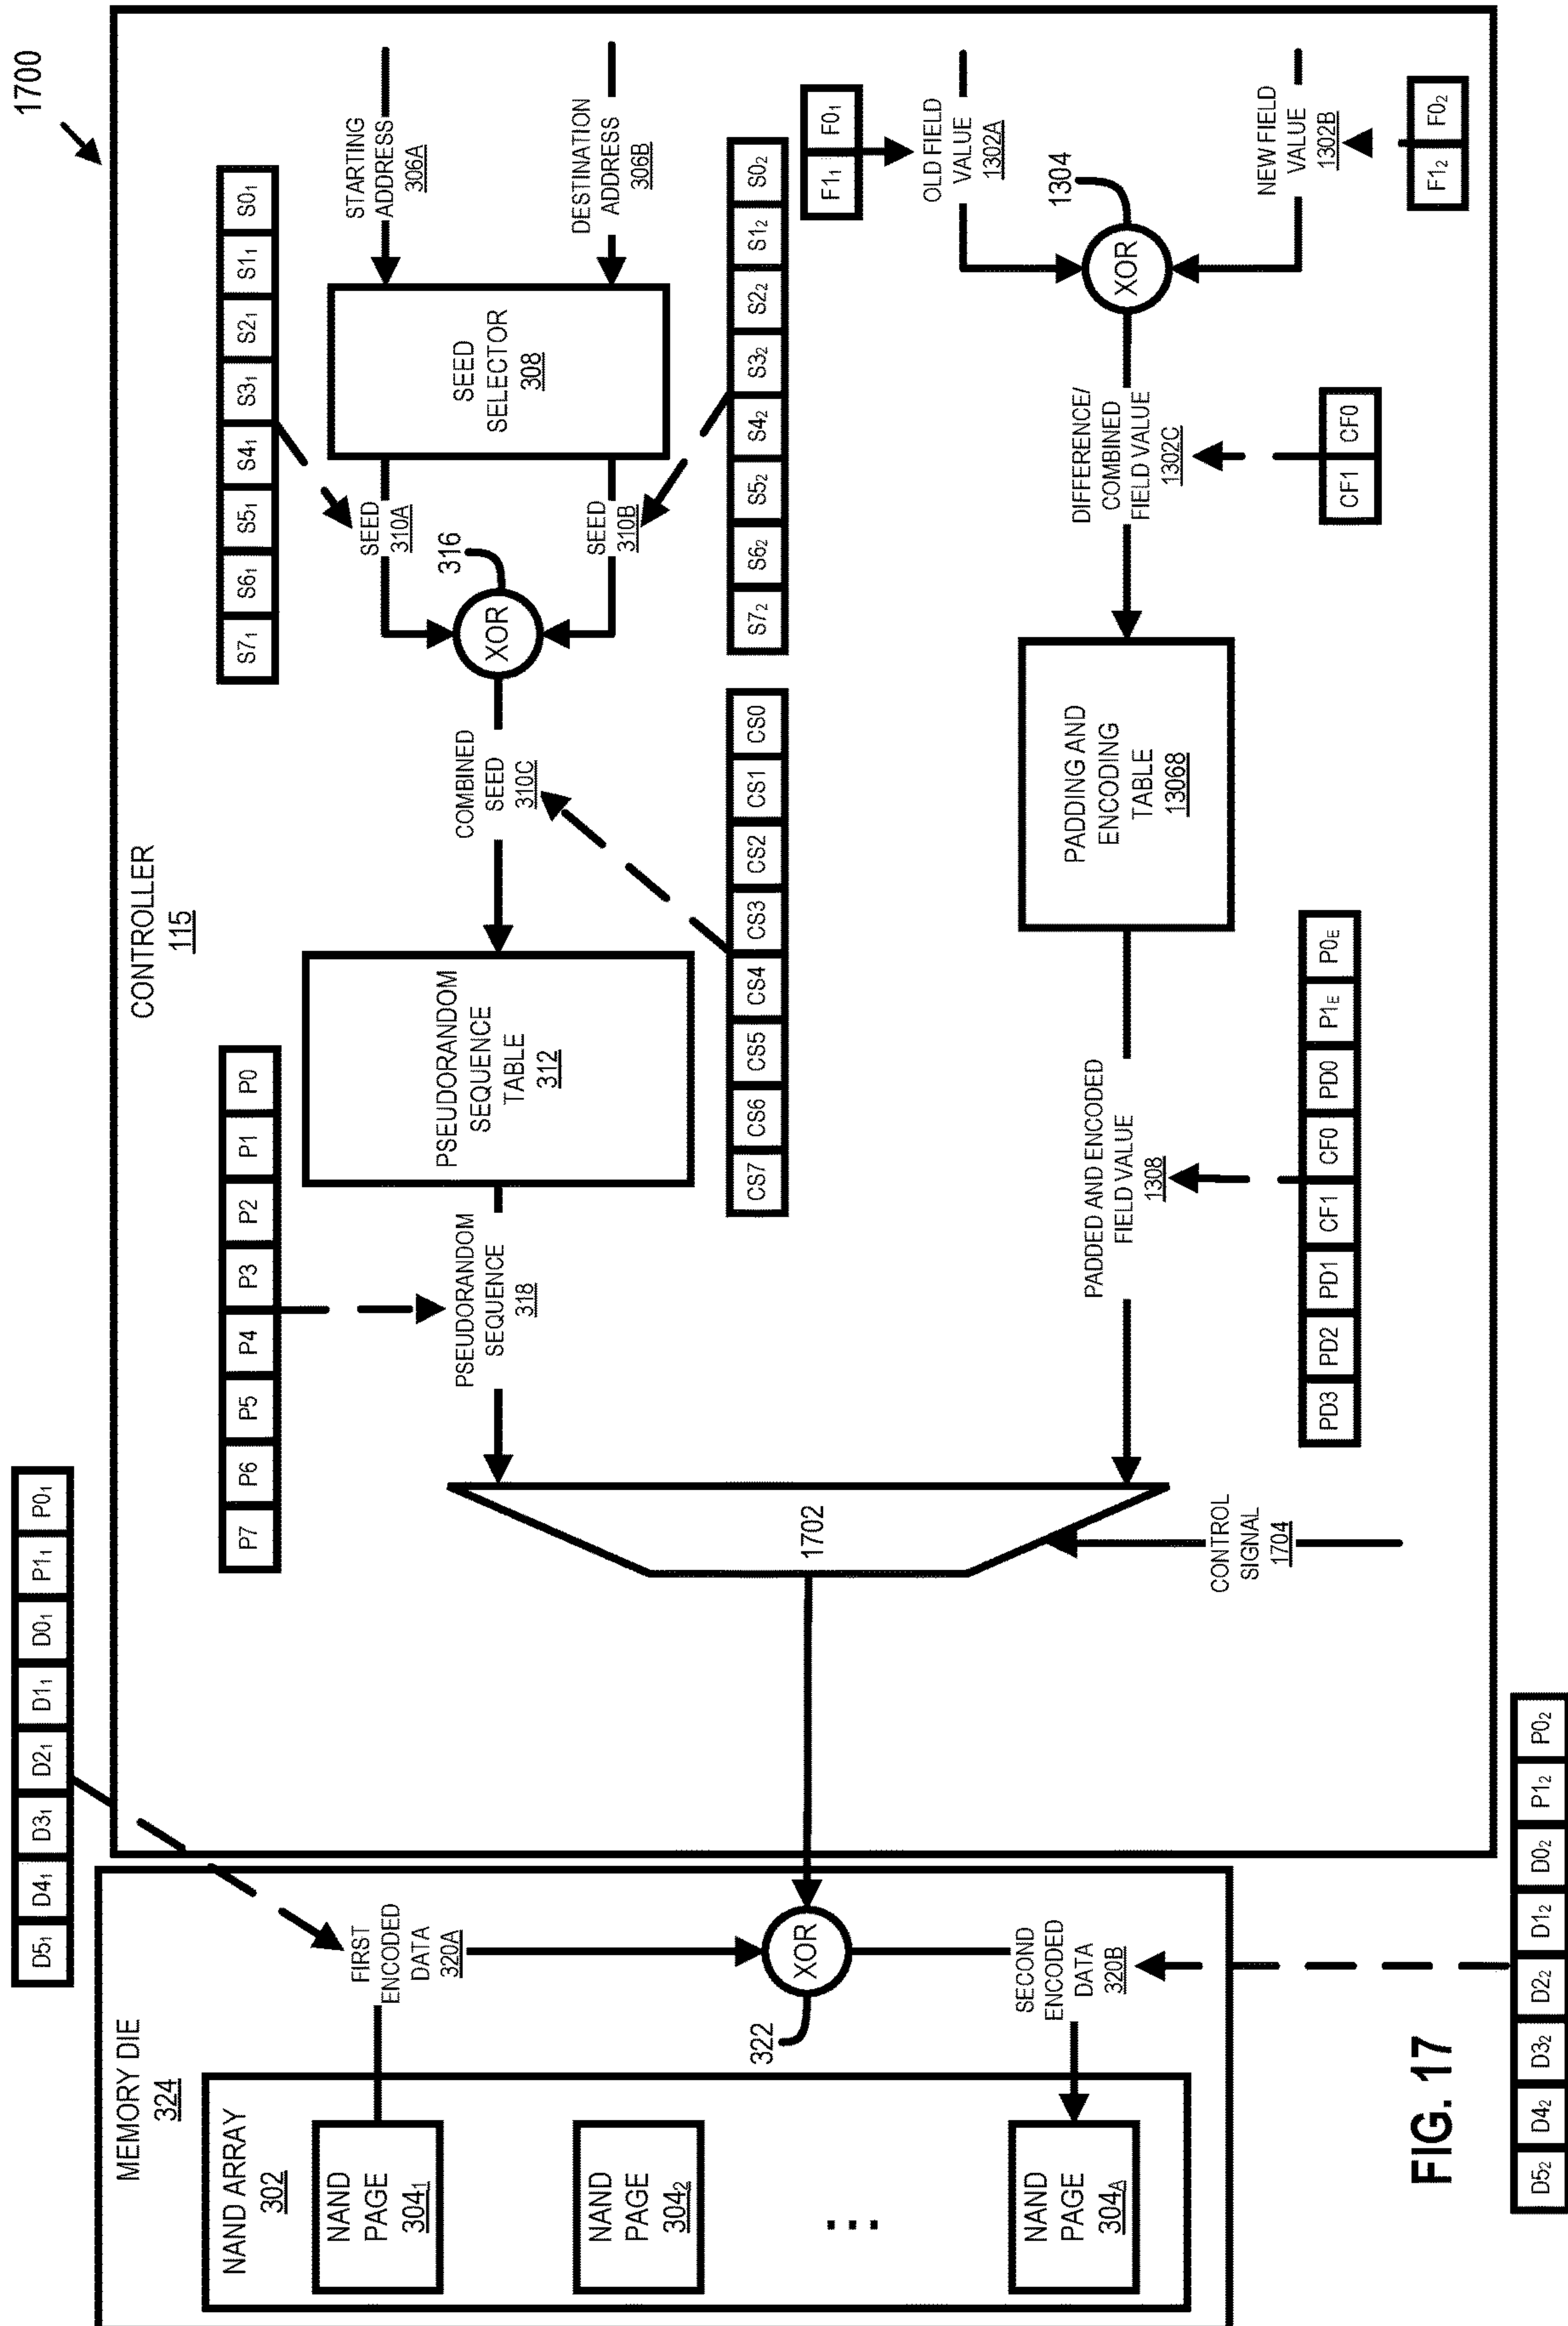 1700
CONTROLLER
115
MEMORY DIE
324
NAND ARRAY
302
NAND
PAGE
304₁
NAND
PAGE
304₂
...
NAND
PAGE
304A
D5₁ D4₁ D3₁ D2₁ D1₁ D0₁ P1₁ P0₁
FIRST
ENCODED
DATA
320A
XOR
322
SECOND
ENCODED
DATA
320B
D5₂ D4₂ D3₂ D2₂ D1₂ D0₂ P1₂ P0₂
1702
CONTROL
SIGNAL
1704
P7 P6 P5 P4 P3 P2 P1 P0
PSEUDORANDOM
SEQUENCE
318
PSEUDORANDOM
SEQUENCE
TABLE
312
COMBINED
SEED
310C
CS7 CS6 CS5 CS4 CS3 CS2 CS1 CS0
XOR
316
S7₁ S6₁ S5₁ S4₁ S3₁ S2₁ S1₁ S0₁
SEED
310A
SEED
310B
S7₂ S6₂ S5₂ S4₂ S3₂ S2₂ S1₂ S0₂
SEED
SELECTOR
308
STARTING
ADDRESS
306A
DESTINATION
ADDRESS
306B
PADDED AND ENCODED
FIELD VALUE
1308
PD3 PD2 PD1 CF1 CF0 PD0 P1E P0E
PADDING AND
ENCODING
TABLE
13068
DIFFERENCE/
COMBINED
FIELD VALUE
1302C
CF1 CF0
XOR
1304
F1₁ F0₁
OLD FIELD
VALUE
1302A
NEW FIELD
VALUE
1302B
F1₂ F0₂
FIG. 17